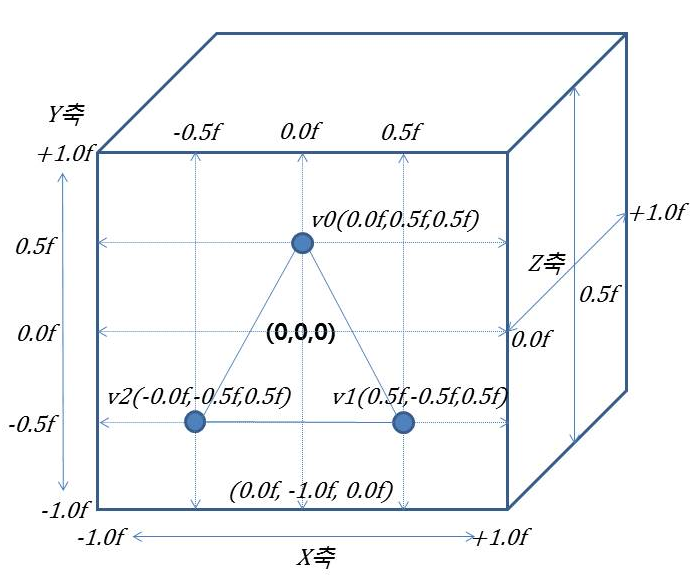 Y축
-0.5f 0.0f 0.5f
+1.0f
v0(0.0f,0.5f,0.5f)
+1.0f
0.5f
Z축
0.5f
0.0f
(0,0,0)
0.0f
v2(-0.0f,-0.5f,0.5f)
v1(0.5f,-0.5f,0.5f)
-0.5f
(0.0f, -1.0f, 0.0f)
-1.0f
-1.0f
+1.0f
X축